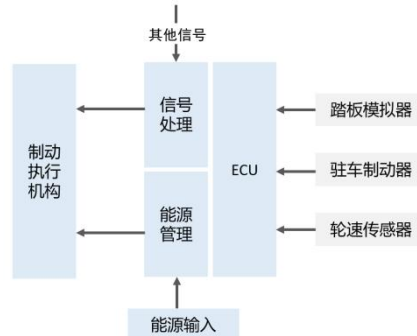 其他信号
信号
处理
ECU
制动
执行
机构
能源
管理
踏板模拟器
驻车制动器
轮速传感器
能源输入